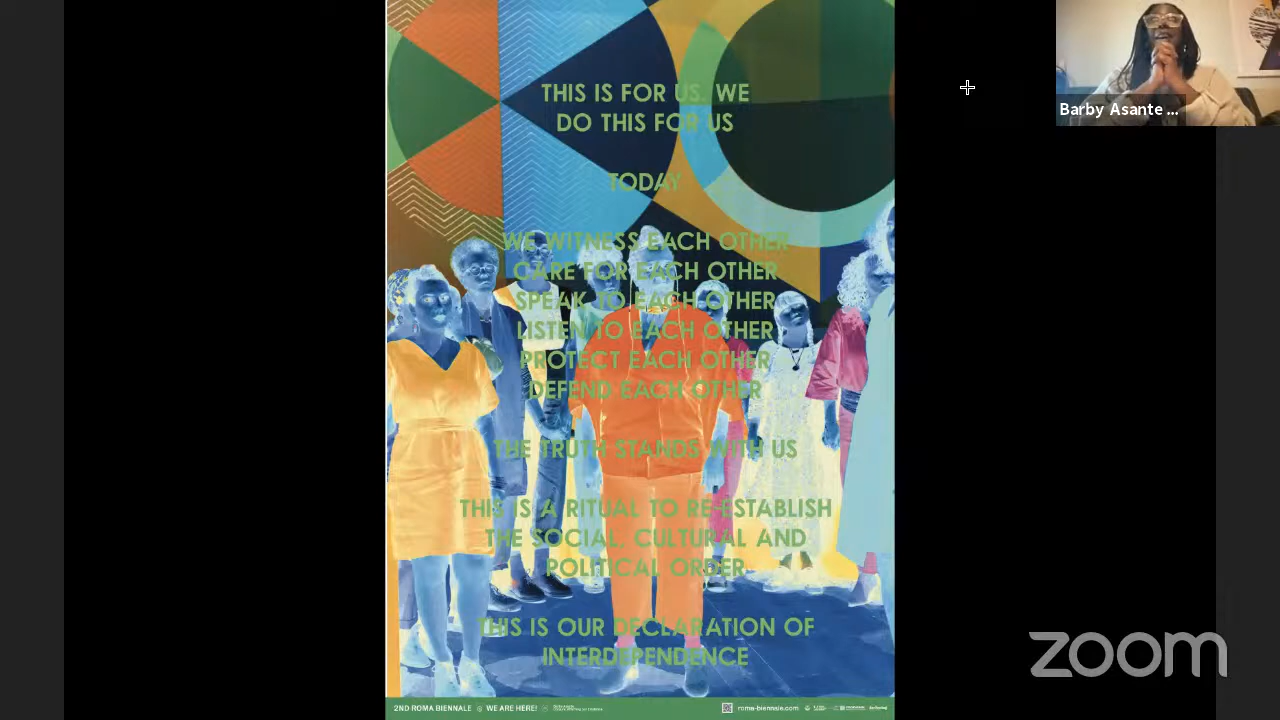 THIS IS FOR US. WE
DO THIS FOR US
TODAY
WE WITNESS EACH OTHER
CARE FOR EACH OTHER
SPEAK TO EACH OTHER
LISTEN TO EACH OTHER
PROTECT EACH OTHER
DEFEND EACH OTHER
THE TRUTH STANDS WITH US
THIS IS A RITUAL TO RE-ESTABLISH
THE SOCIAL, CULTURAL AND
POLITICAL ORDER
THIS IS OUR DECLARATION OF
INTERDEPENDENCE
2ND ROMA BIENNALE WE ARE HERE! roma-biennale.com
Barby Asante ...
zoom